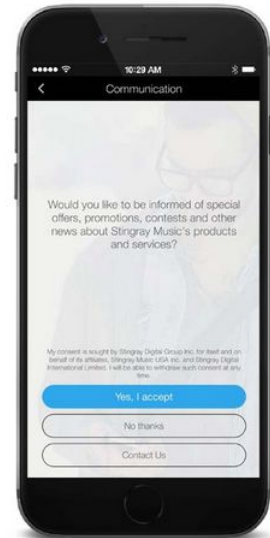 10:29 AM
Communication
Would you like to be informed of special
offers, promotions, contests and other
news about Stingray Music's products
and services?
My consent is sought by Stingray Digital Group Inc. for itself and on
behalf of its affiliates, Stingray Music USA Inc. and Stingray Digital
International Limited. I will be able to withdraw such consent at any
time.
Yes, I accept
No thanks
Contact Us